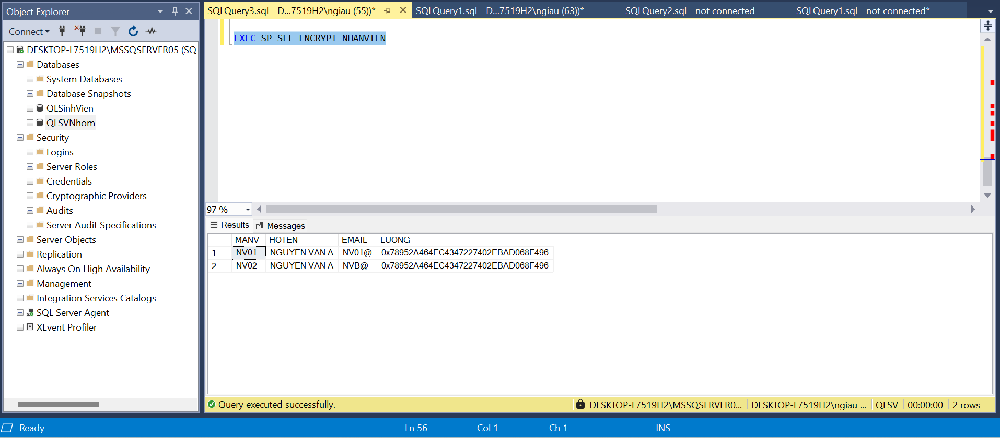 Object Explorer
Connect
DESKTOP-L7519H2\MSSQSERVER05 (SQ
Databases
System Databases
Database Snapshots
QLSinhVien
QLSVNhom
Security
Logins
Server Roles
Credentials
Cryptographic Providers
Audits
Server Audit Specifications
Server Objects
Replication
Always On High Availability
Management
Integration Services Catalogs
SQL Server Agent
XEvent Profiler
SQLQuery3.sql - D...7519H2\ngiau (55))* SQLQuery1.sql - D...7519H2\ngiau (63))* SQLQuery2.sql - not connected SQLQuery1.sql - not connected*
EXEC SP_SEL_ENCRYPT_NHANVIEN
97 %
Results Messages
MANV HOTEN EMAIL LUONG
1 NV01 NGUYEN VAN A NV01@ 0x78952A464EC4347227402EBAD068F496
2 NV02 NGUYEN VAN A NVB@ 0x78952A464EC4347227402EBAD068F496
Query executed successfully. DESKTOP-L7519H2\MSSQSERVER0... DESKTOP-L7519H2\ngiau ... QLSV 00:00:00 2 rows
Ready Ln 56 Col 1 Ch 1 INS